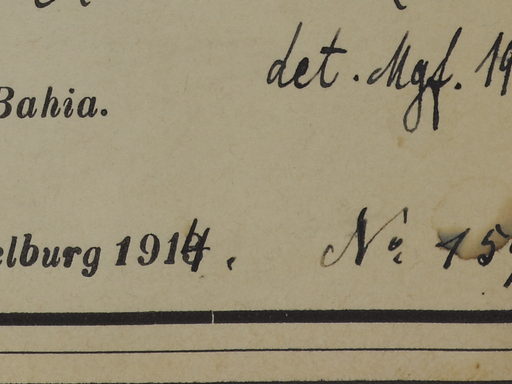 det. Mgf. 19
Bahia.
elburg 1914. No. 15